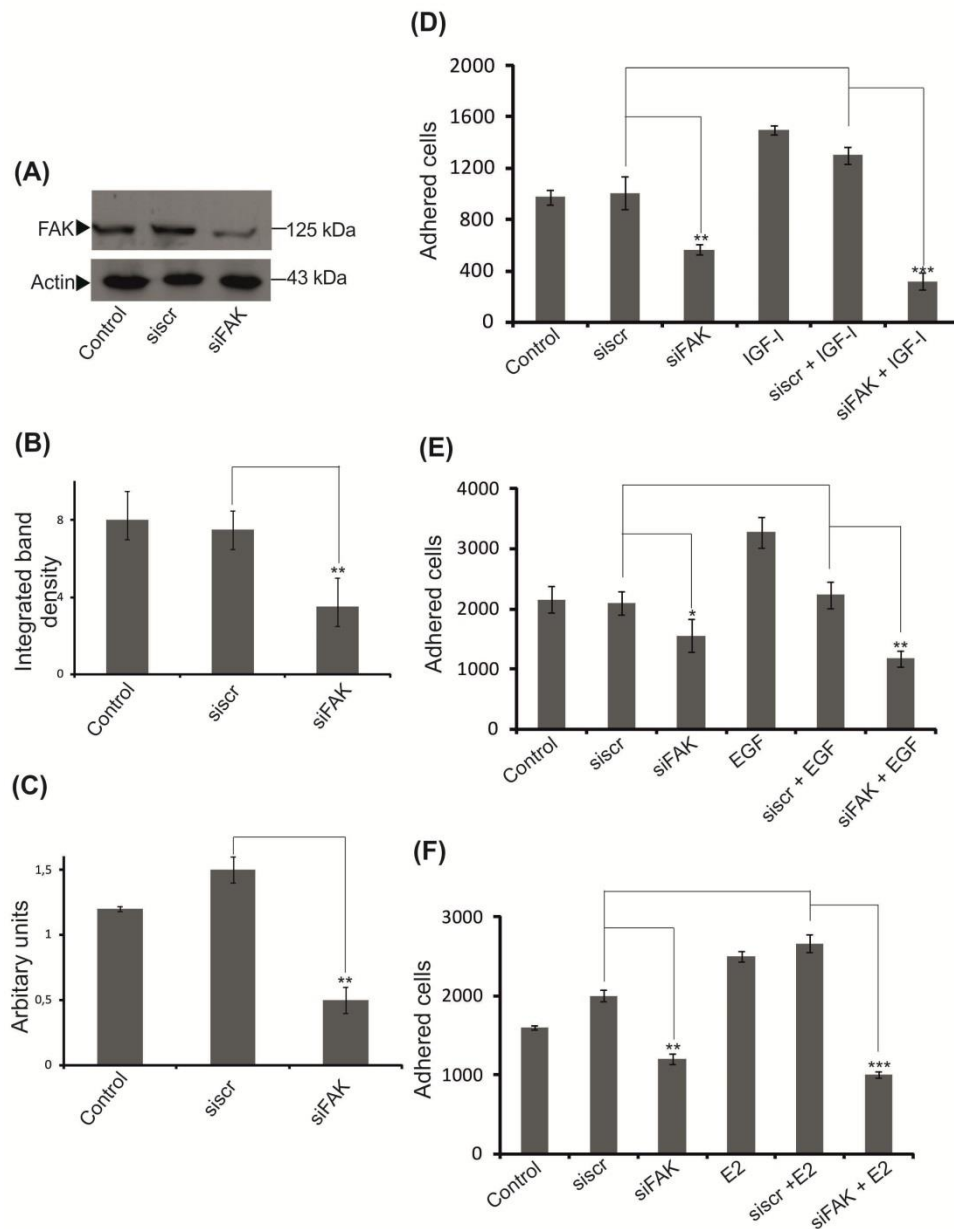 (A)
FAK
125 kDa
Actin
43 kDa
Control
siscr
siFAK
(B)
Integrated band
density
8
4
0
**
Control
siscr
siFAK
(C)
Arbitary units
1,5
1
0,5
0
**
Control
siscr
siFAK
(D)
Adhered cells
2000
1600
1200
800
400
0
**
***
Control
siscr
siFAK
IGF-I
siscr + IGF-I
siFAK + IGF-I
(E)
Adhered cells
4000
3000
2000
1000
0
*
**
Control
siscr
siFAK
EGF
siscr + EGF
siFAK + EGF
(F)
Adhered cells
3000
2000
1000
0
**
***
Control
siscr
siFAK
E2
siscr +E2
siFAK + E2